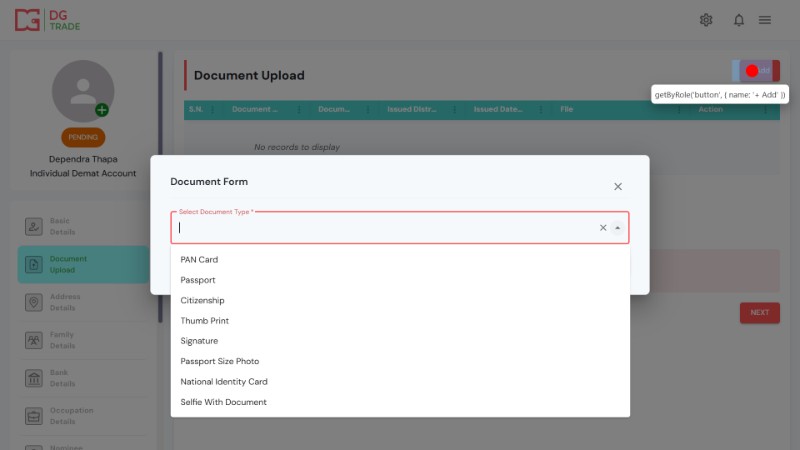 DG
TRADE
Document Upload
getByRole('button', { name: '+ Add' })
S.N.
Document ...
Docum...
Issued Distr...
Issued Date...
File
Action
No records to display
PENDING
Dependra Thapa
Individual Demat Account
Document Form
Select Document Type *
PAN Card
Passport
Citizenship
Thumb Print
Signature
Passport Size Photo
National Identity Card
Selfie With Document
Basic
Details
Document
Upload
Address
Details
Family
Details
Bank
Details
Occupation
Details
Nominee
NEXT